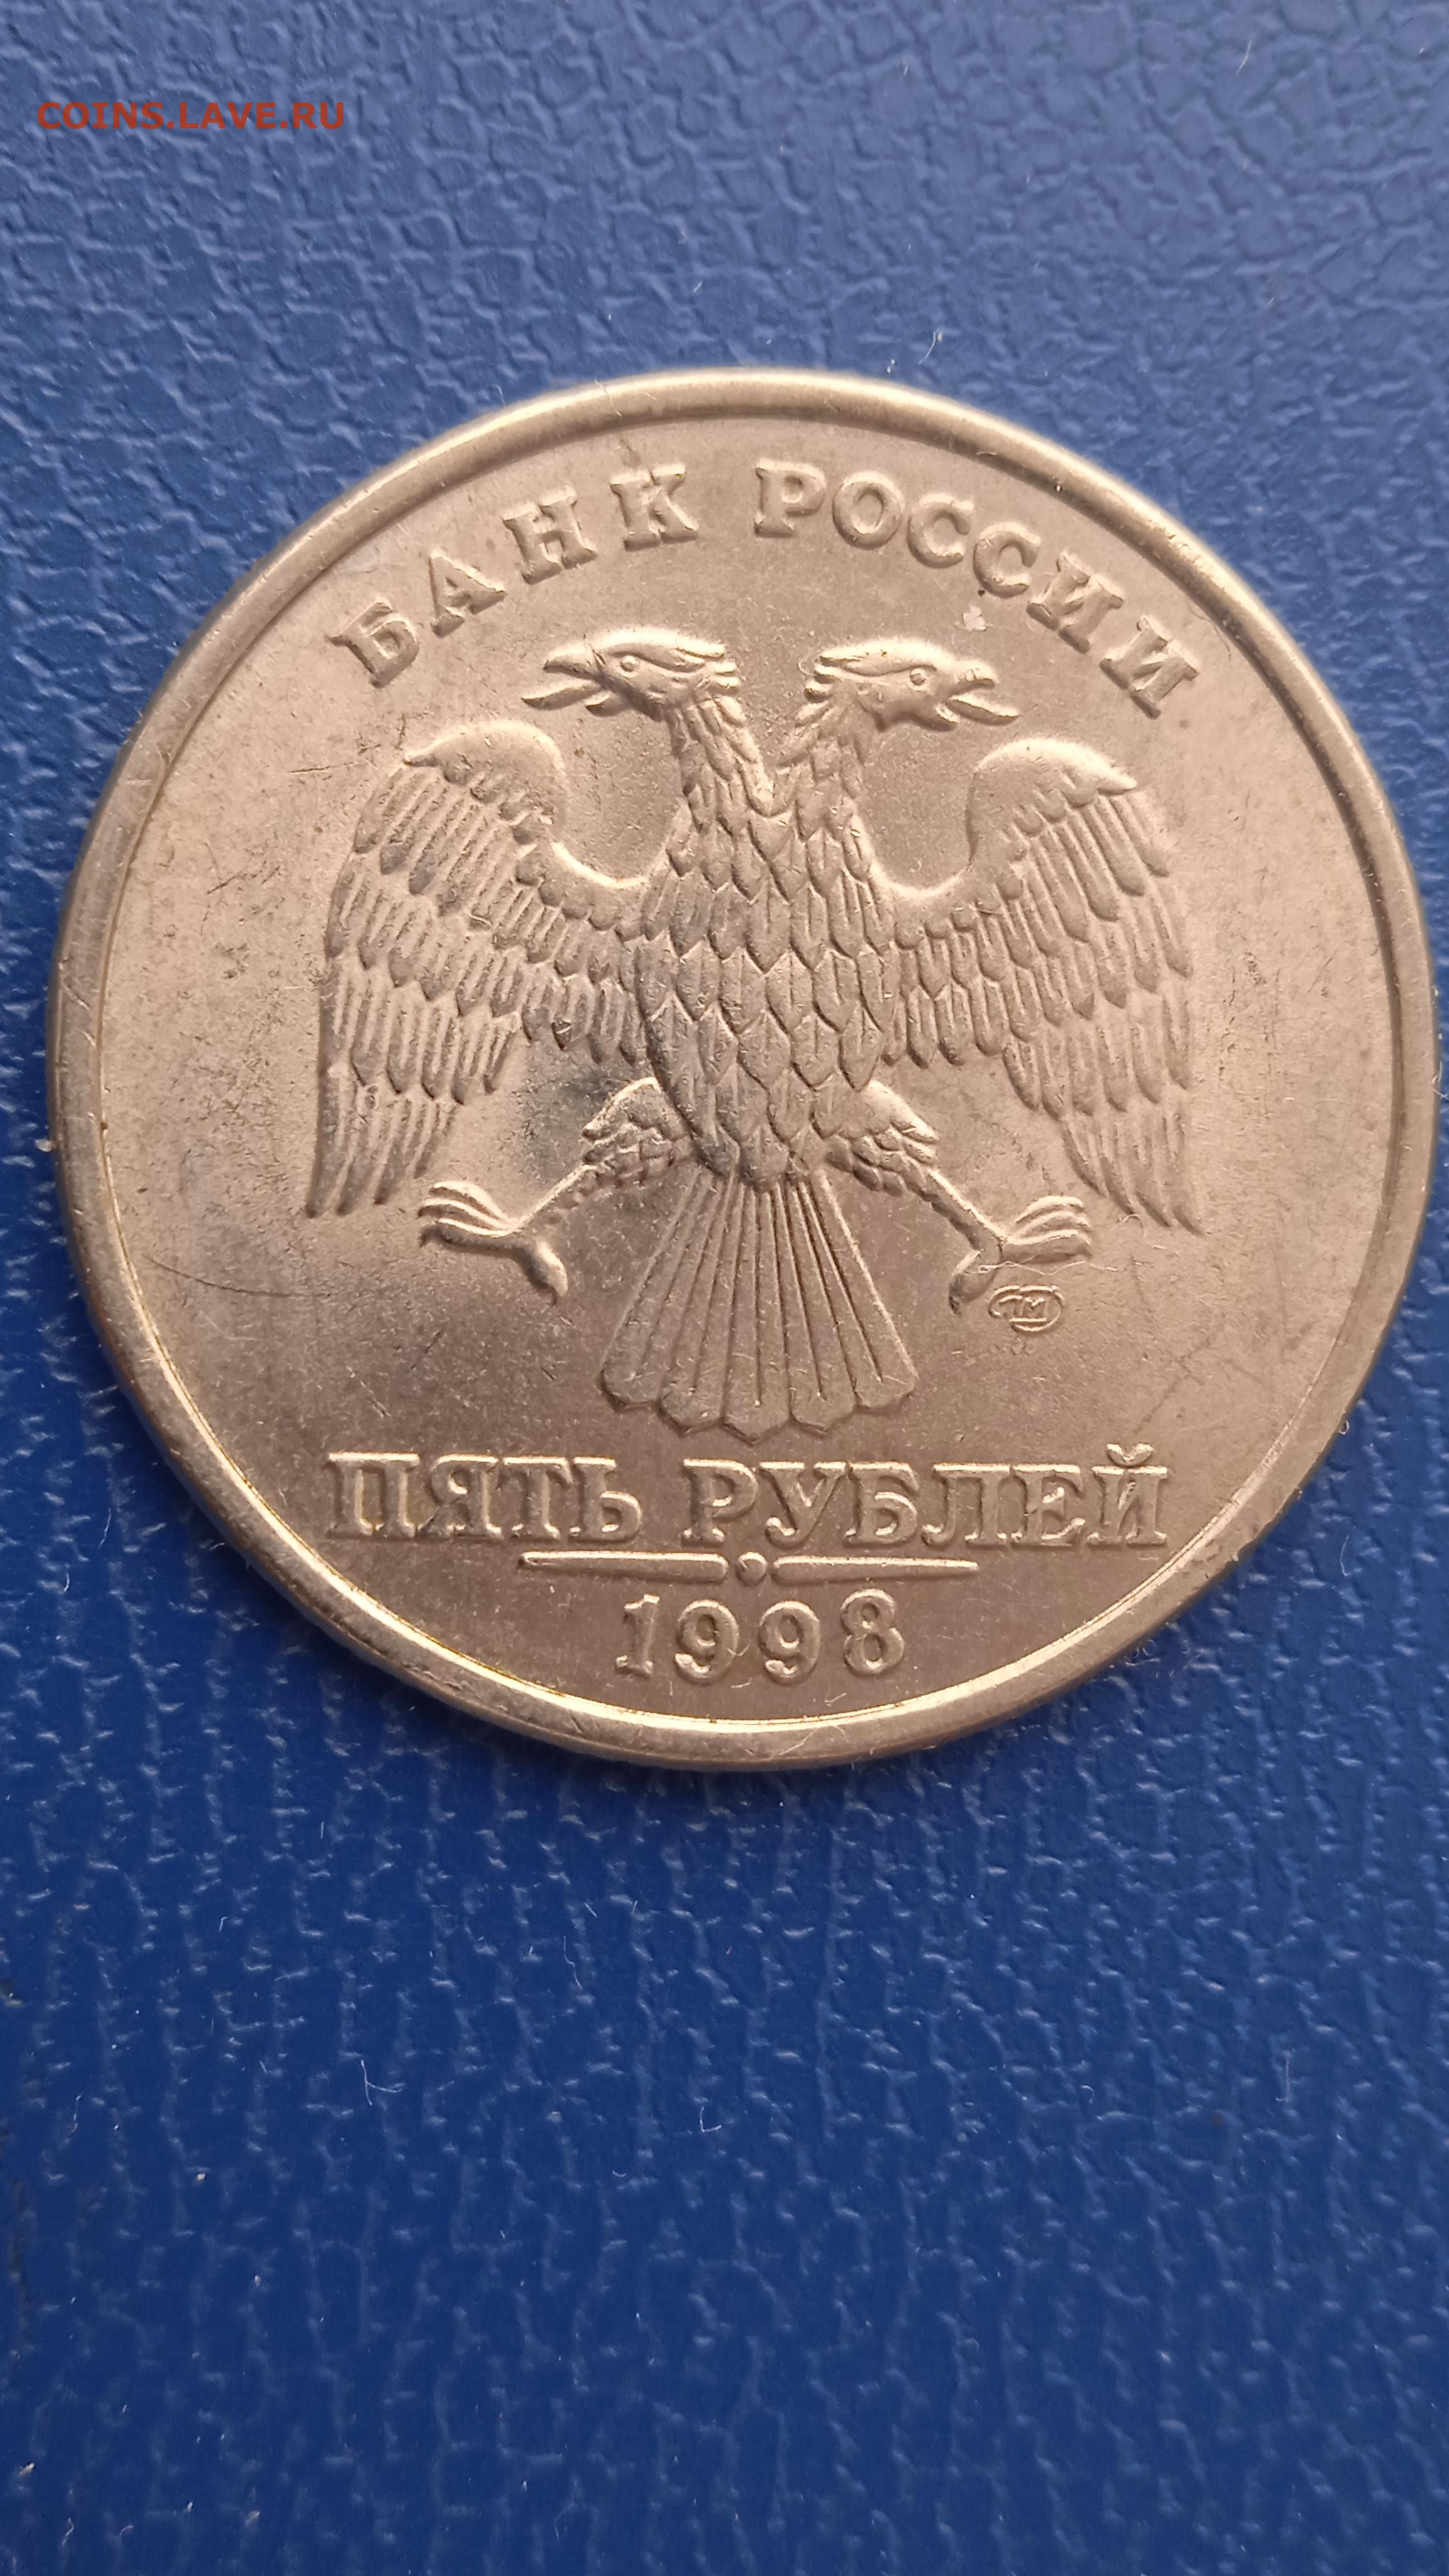 COINS.LAVE.RU
БАНК РОССИИ
ПЯТЬ РУБЛЕЙ
1998